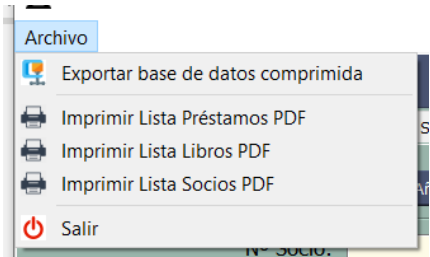 Archivo
Exportar base de datos comprimida
Imprimir Lista Préstamos PDF
Imprimir Lista Libros PDF
Imprimir Lista Socios PDF
Salir
Nº Socio: